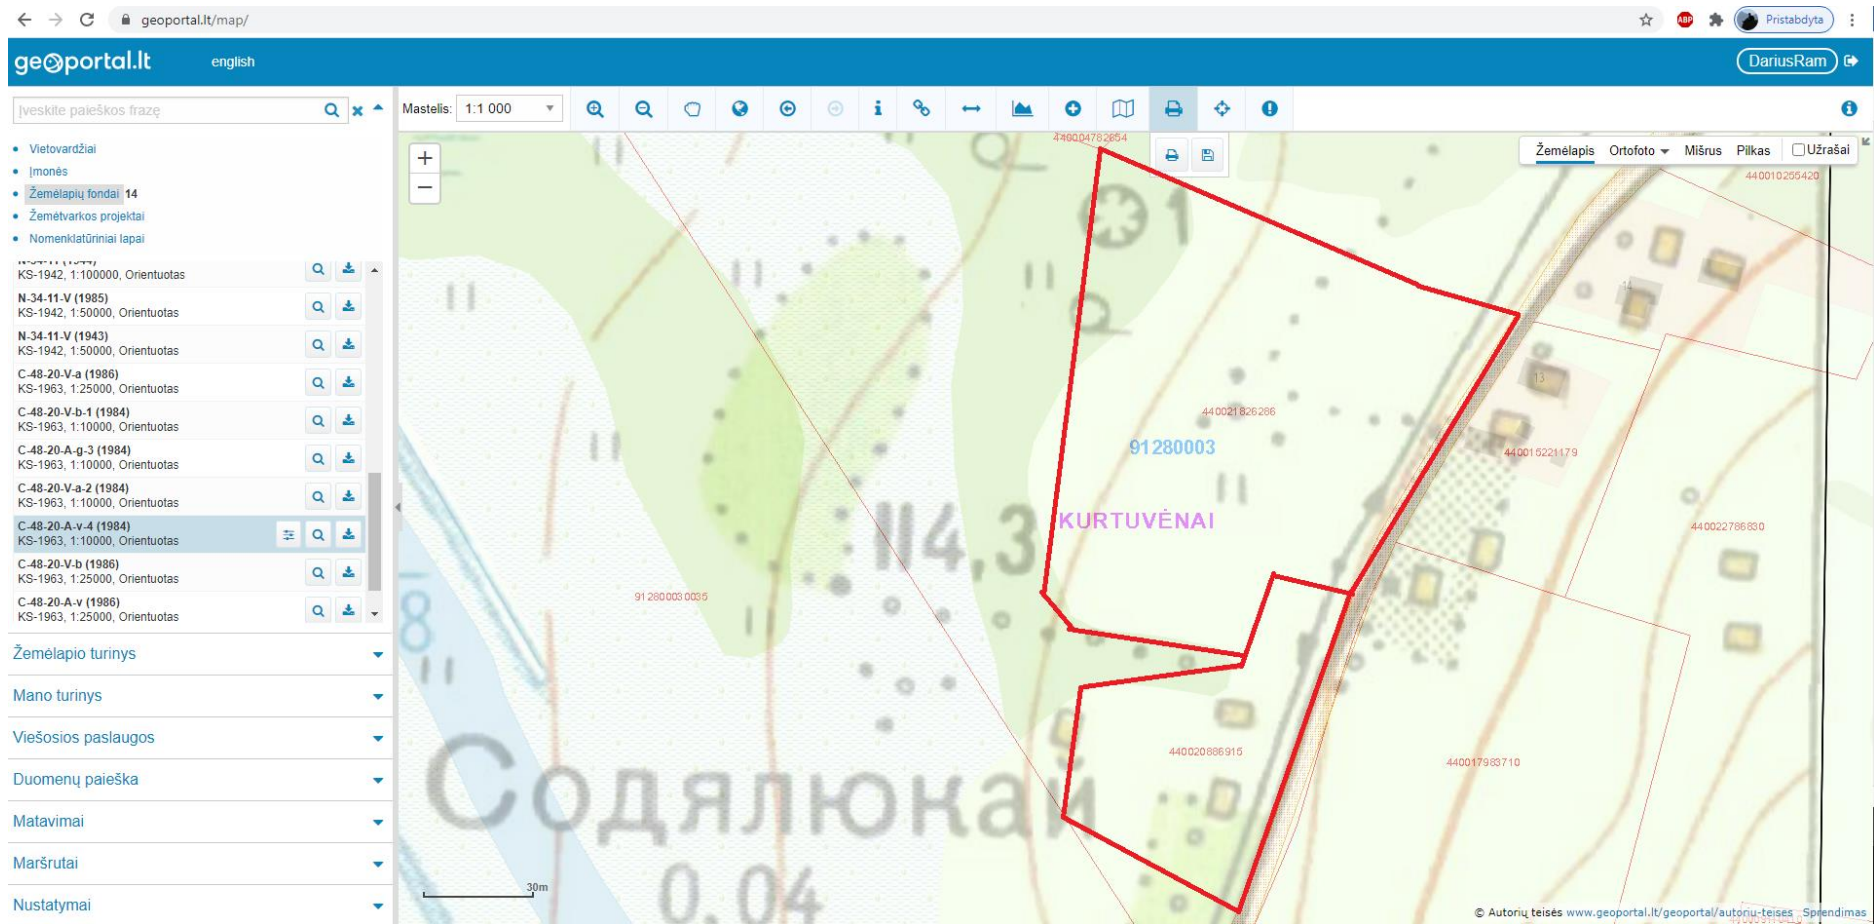 geoportal.lt/map/
Pristabdyta
geoportal.lt
english
DariusRam
Įveskite paieškos frazę
Mastelis:
1:1 000
Vietovardžiai
Įmonės
Žemėlapių fondai 14
Žemėtvarkos projektai
Nomenklatūriniai lapai
KS-1942, 1:100000, Orientuotas
N-34-11-V (1985)
KS-1942, 1:50000, Orientuotas
N-34-11-V (1943)
KS-1942, 1:50000, Orientuotas
C-48-20-V-a (1986)
KS-1963, 1:25000, Orientuotas
C-48-20-V-b-1 (1984)
KS-1963, 1:10000, Orientuotas
C-48-20-A-g-3 (1984)
KS-1963, 1:10000, Orientuotas
C-48-20-V-a-2 (1984)
KS-1963, 1:10000, Orientuotas
C-48-20-A-v-4 (1984)
KS-1963, 1:10000, Orientuotas
C-48-20-V-b (1986)
KS-1963, 1:25000, Orientuotas
C-48-20-A-v (1986)
KS-1963, 1:25000, Orientuotas
Žemėlapio turinys
Mano turinys
Viešosios paslaugos
Duomenų paieška
Matavimai
Maršrutai
Nustatymai
Žemėlapis
Ortofoto
Mišrus
Pilkas
Užrašai
440004782654
440010255420
14
13
440021826286
91280003
440015221179
KURTUVĖNAI
114,3
440022786830
912800030035
8
440020886915
440017983710
Содялюкай
0,04
30m
© Autorių teisės www.geoportal.lt/geoportal/autoriu-teises Sprendimas